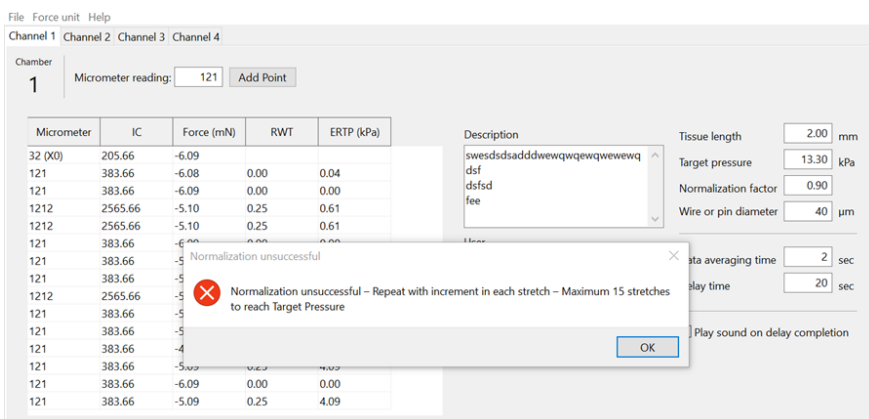 File Force unit Help
Channel 1 Channel 2 Channel 3 Channel 4
Chamber
1
Micrometer reading: 121 Add Point
Micrometer IC Force (mN) RWT ERTP (kPa)
32 (X0) 205.66 -6.09
121 383.66 -6.08 0.00 0.04
121 383.66 -6.09 0.00 0.00
1212 2565.66 -5.10 0.25 0.61
1212 2565.66 -5.10 0.25 0.61
121 383.66
121 383.66
121 383.66
1212 2565.66
121 383.66
121 383.66
121 383.66
121 383.66 -5.09 0.25 4.09
121 383.66 -6.09 0.00 0.00
121 383.66 -5.09 0.25 4.09
Description
swesdsdsadddwewqwqewqwewewq
dsf
dsfsd
fee
User
Tissue length 2.00 mm
Target pressure 13.30 kPa
Normalization factor 0.90
Wire or pin diameter 40 µm
2 sec
20 sec
Play sound on delay completion
Normalization unsuccessful
Normalization unsuccessful – Repeat with increment in each stretch – Maximum 15 stretches
to reach Target Pressure
OK